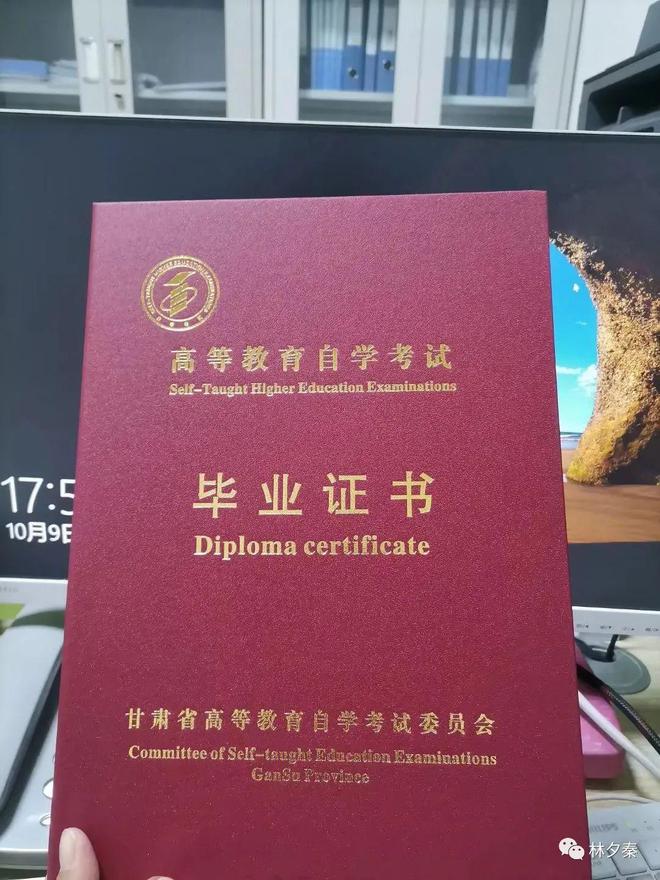 高等教育自学考试
Self-Taught Higher Education Examinations
毕业证书
Diploma certificate
17:5
10月9日
甘肃省高等教育自学考试委员会
Committee of Self-taught Education Examinations
GanSu Province
PHILIPS
林夕秦